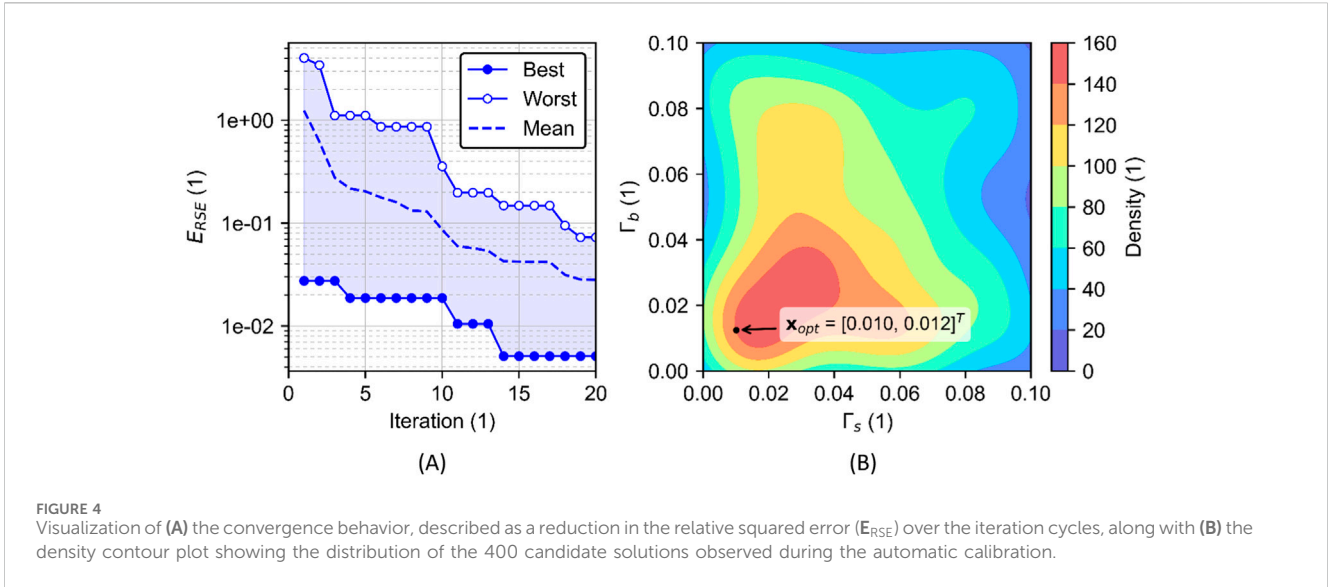 1e+00
1e-01
1e-02
E_RSE (1)
0 5 10 15 20
Iteration (1)
Best
Worst
Mean
(A)
0.10
0.08
0.06
0.04
0.02
0.00
Γ_b (1)
x_opt = [0.010, 0.012]^T
0.00 0.02 0.04 0.06 0.08 0.10
Γ_s (1)
160
140
120
100
80
60
40
20
0
Density (1)
(B)
FIGURE 4
Visualization of (A) the convergence behavior, described as a reduction in the relative squared error (E_RSE) over the iteration cycles, along with (B) the
density contour plot showing the distribution of the 400 candidate solutions observed during the automatic calibration.